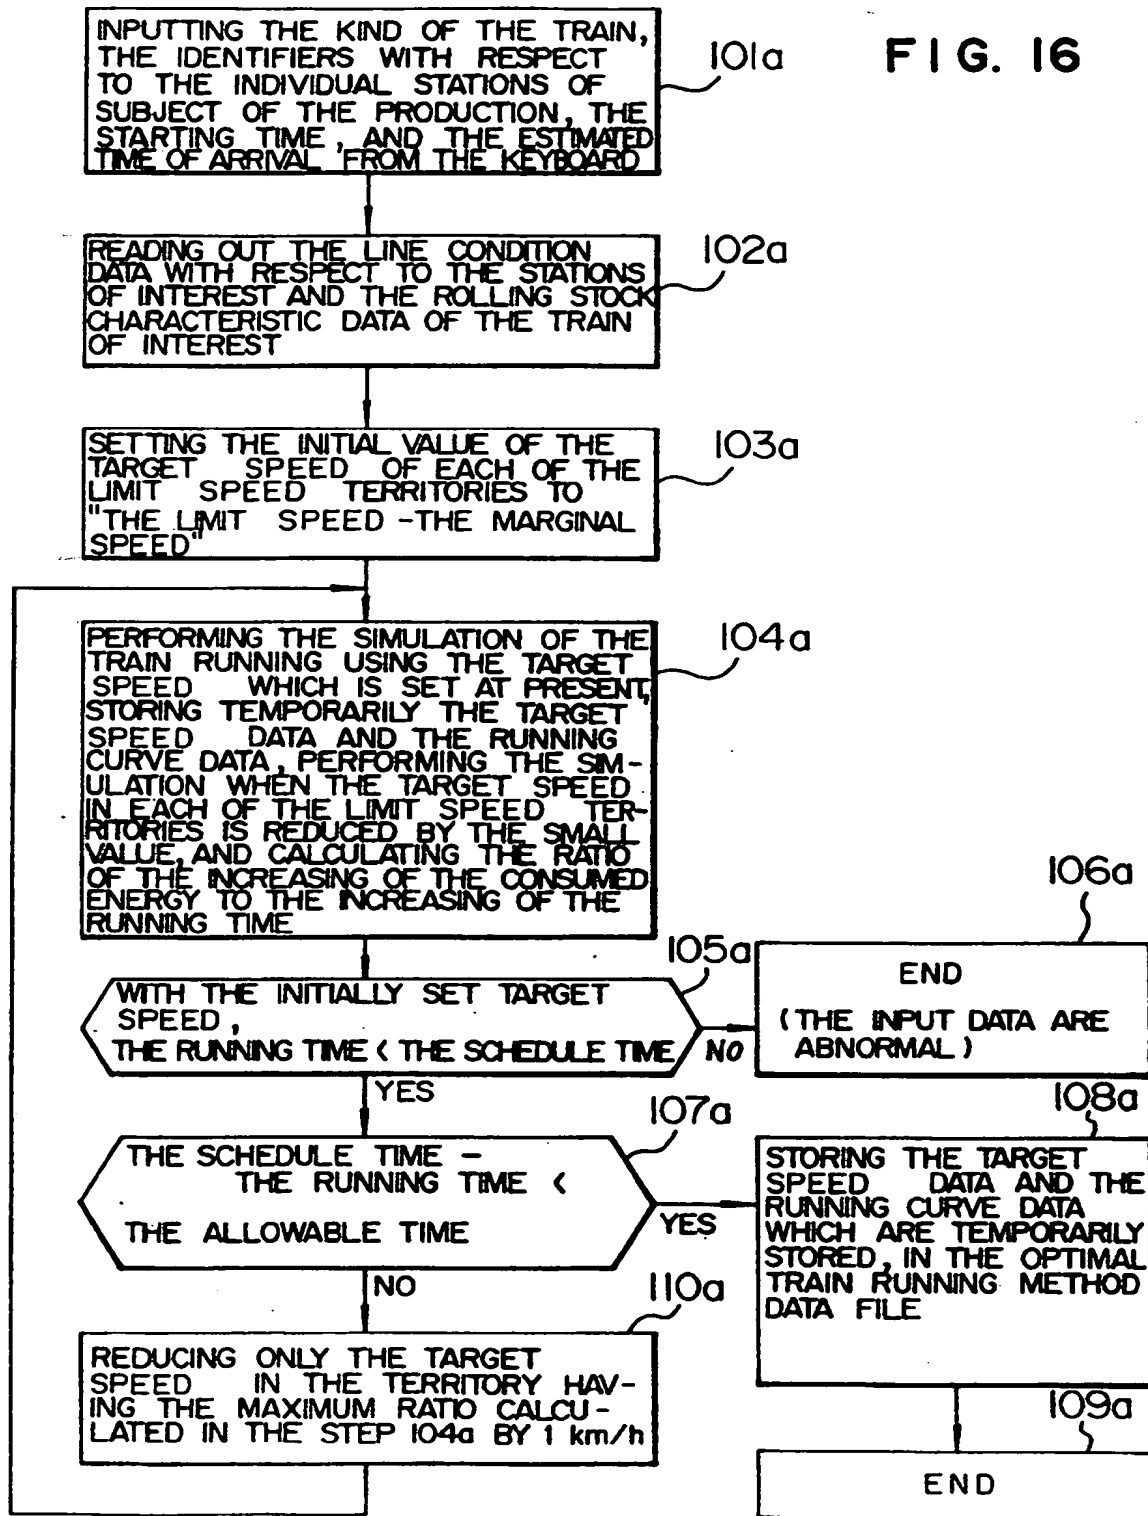 FIG. 16
INPUTTING THE KIND OF THE TRAIN,
THE IDENTIFIERS WITH RESPECT
TO THE INDIVIDUAL STATIONS OF
SUBJECT OF THE PRODUCTION, THE
STARTING TIME, AND THE ESTIMATED
TIME OF ARRIVAL FROM THE KEYBOARD
101a
READING OUT THE LINE CONDITION
DATA WITH RESPECT TO THE STATIONS
OF INTEREST AND THE ROLLING STOCK
CHARACTERISTIC DATA OF THE TRAIN
OF INTEREST
102a
SETTING THE INITIAL VALUE OF THE
TARGET SPEED OF EACH OF THE
LIMIT SPEED TERRITORIES TO
"THE LIMIT SPEED -THE MARGINAL
SPEED"
103a
PERFORMING THE SIMULATION OF THE
TRAIN RUNNING USING THE TARGET
SPEED WHICH IS SET AT PRESENT,
STORING TEMPORARILY THE TARGET
SPEED DATA AND THE RUNNING
CURVE DATA, PERFORMING THE SIM-
ULATION WHEN THE TARGET SPEED
IN EACH OF THE LIMIT SPEED TER-
RITORIES IS REDUCED BY THE SMALL
VALUE, AND CALCULATING THE RATIO
OF THE INCREASING OF THE CONSUMED
ENERGY TO THE INCREASING OF THE
RUNNING TIME
104a
WITH THE INITIALLY SET TARGET
SPEED,
THE RUNNING TIME < THE SCHEDULE TIME
105a
NO
YES
END
(THE INPUT DATA ARE
ABNORMAL)
106a
THE SCHEDULE TIME -
THE RUNNING TIME <
THE ALLOWABLE TIME
107a
YES
NO
STORING THE TARGET
SPEED DATA AND THE
RUNNING CURVE DATA
WHICH ARE TEMPORARILY
STORED, IN THE OPTIMAL
TRAIN RUNNING METHOD
DATA FILE
108a
END
109a
REDUCING ONLY THE TARGET
SPEED IN THE TERRITORY HAV-
ING THE MAXIMUM RATIO CALCU-
LATED IN THE STEP 104a BY 1 km/h
110a